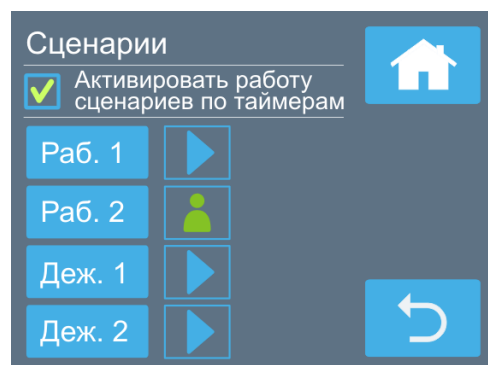 Сценарии
Активировать работу
сценариев по таймерам
Раб. 1
Раб. 2
Деж. 1
Деж. 2